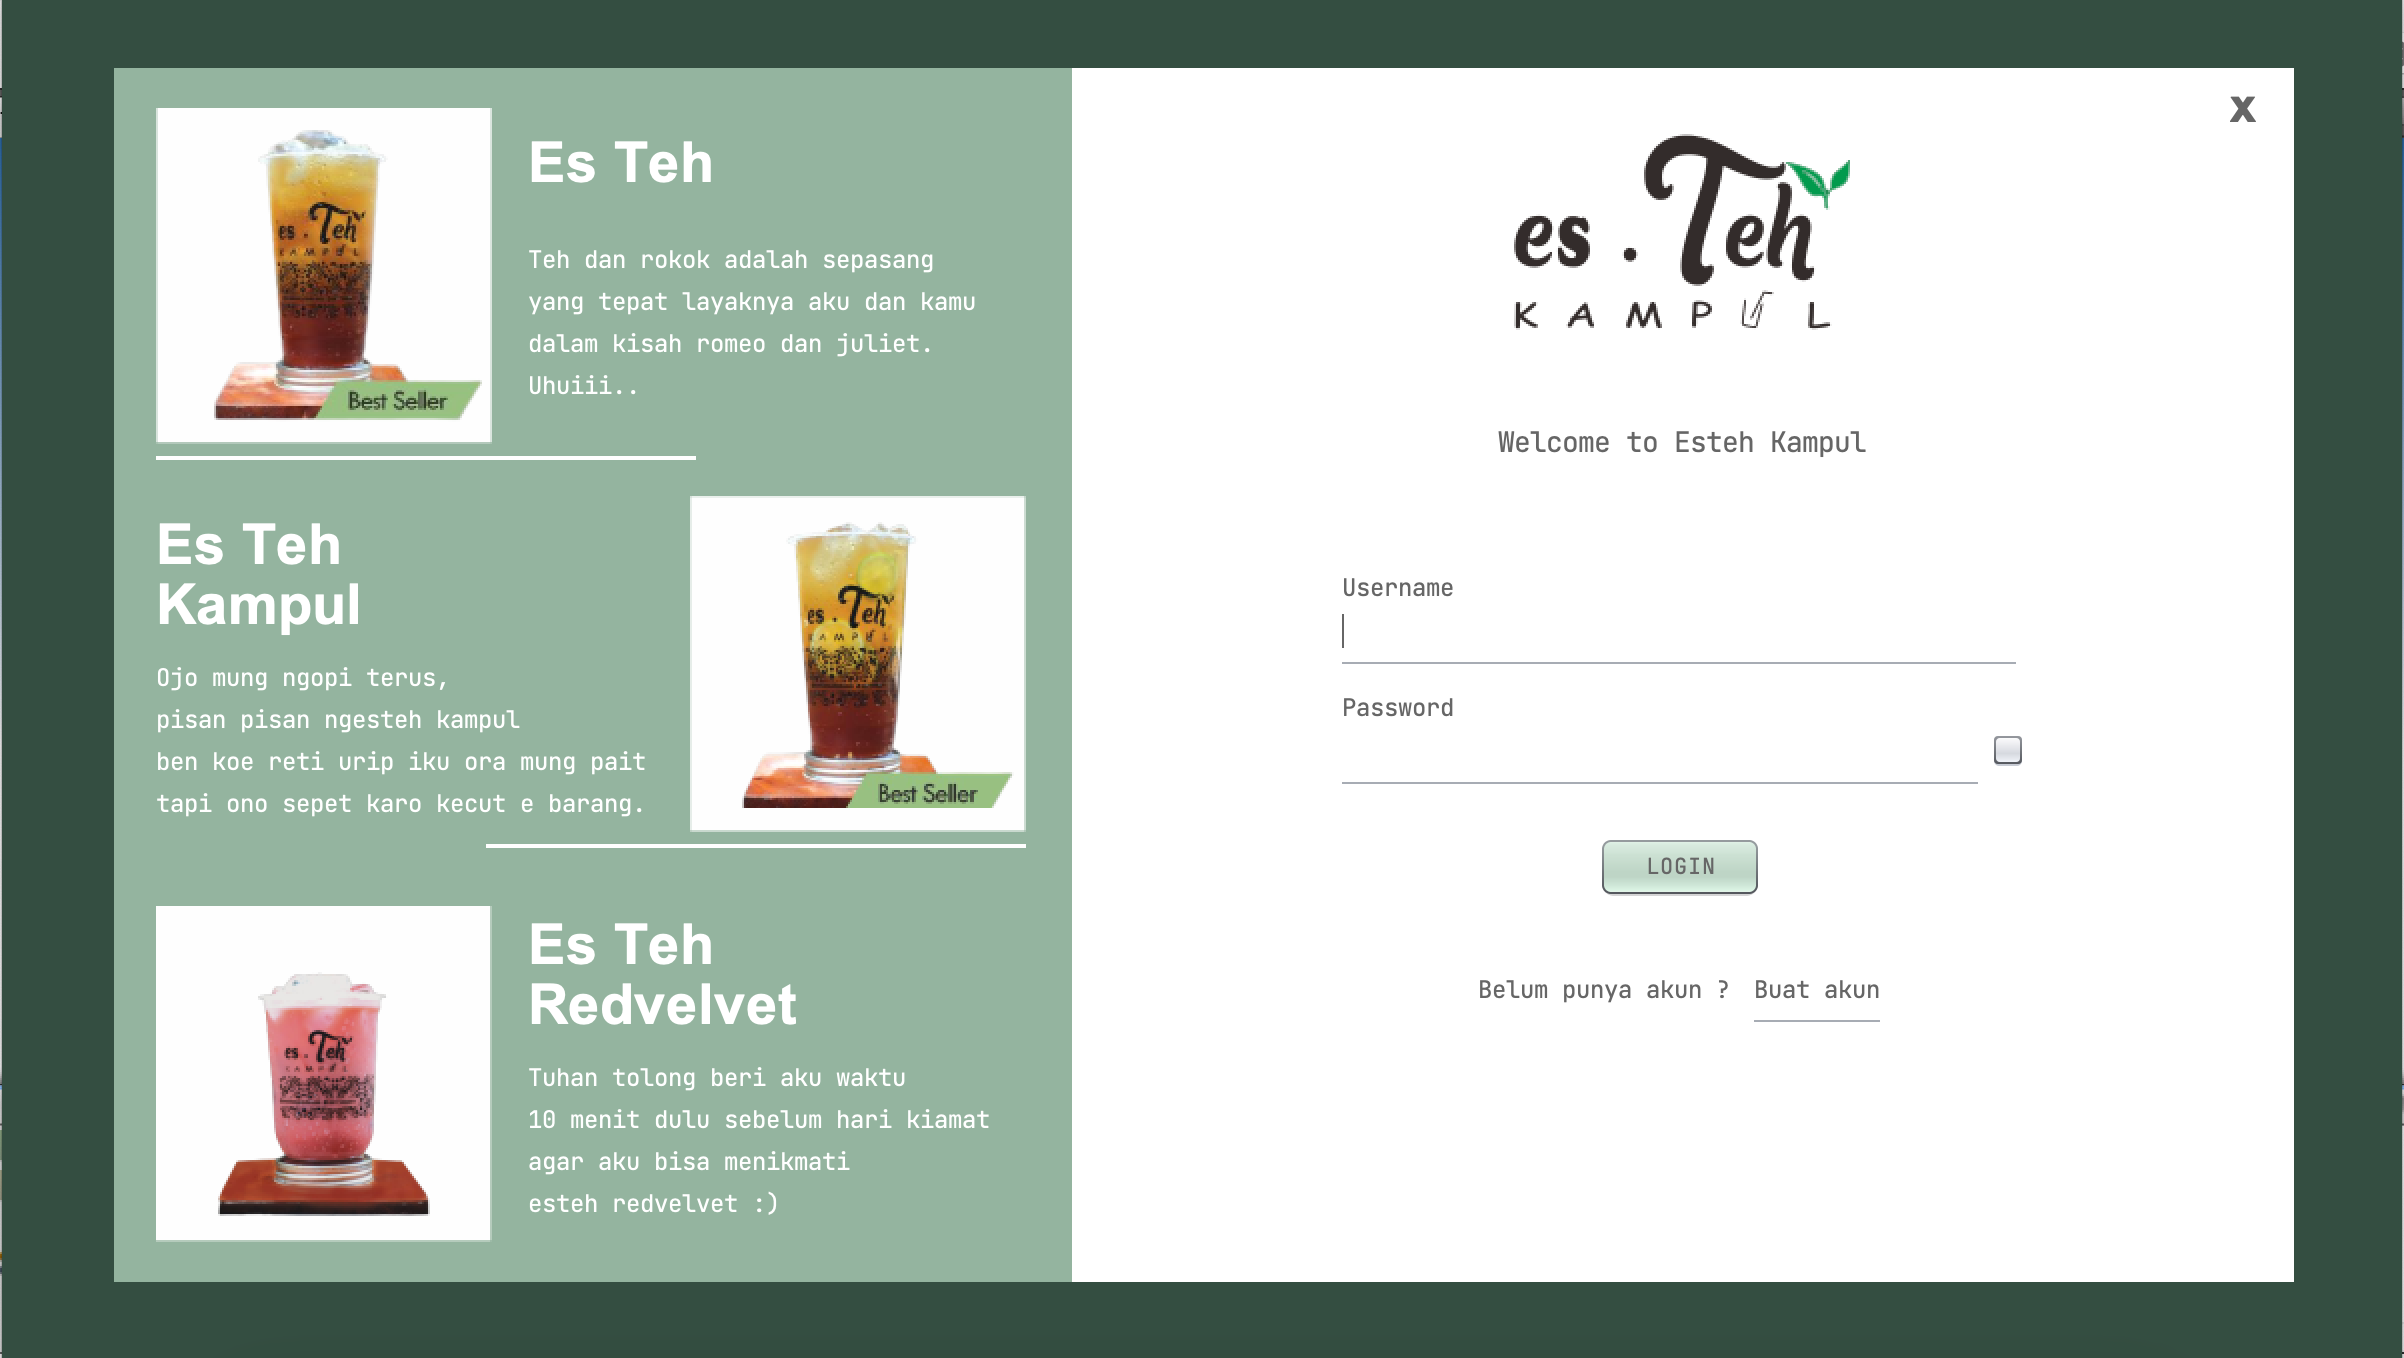 es . Teh
KAMPUL
Best Seller
Es Teh
Teh dan rokok adalah sepasang
yang tepat layaknya aku dan kamu
dalam kisah romeo dan juliet.
Uhuiii..
Es Teh
Kampul
Ojo mung ngopi terus,
pisan pisan ngesteh kampul
ben koe reti urip iku ora mung pait
tapi ono sepet karo kecut e barang.
es . Teh
KAMPUL
Best Seller
es . Teh
KAMPUL
Es Teh
Redvelvet
Tuhan tolong beri aku waktu
10 menit dulu sebelum hari kiamat
agar aku bisa menikmati
esteh redvelvet :)
X
es . Teh
KAMPUL
Welcome to Esteh Kampul
Username
Password
LOGIN
Belum punya akun ? Buat akun